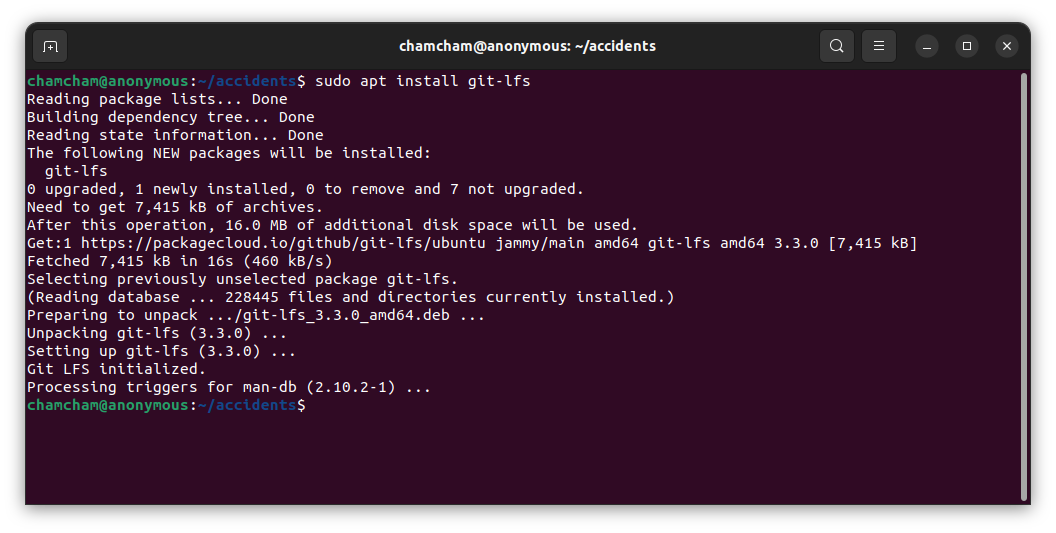 chamcham@anonymous: ~/accidents
chamcham@anonymous:~/accidents$ sudo apt install git-lfs
Reading package lists... Done
Building dependency tree... Done
Reading state information... Done
The following NEW packages will be installed:
  git-lfs
0 upgraded, 1 newly installed, 0 to remove and 7 not upgraded.
Need to get 7,415 kB of archives.
After this operation, 16.0 MB of additional disk space will be used.
Get:1 https://packagecloud.io/github/git-lfs/ubuntu jammy/main amd64 git-lfs amd64 3.3.0 [7,415 kB]
Fetched 7,415 kB in 16s (460 kB/s)
Selecting previously unselected package git-lfs.
(Reading database ... 228445 files and directories currently installed.)
Preparing to unpack .../git-lfs_3.3.0_amd64.deb ...
Unpacking git-lfs (3.3.0) ...
Setting up git-lfs (3.3.0) ...
Git LFS initialized.
Processing triggers for man-db (2.10.2-1) ...
chamcham@anonymous:~/accidents$